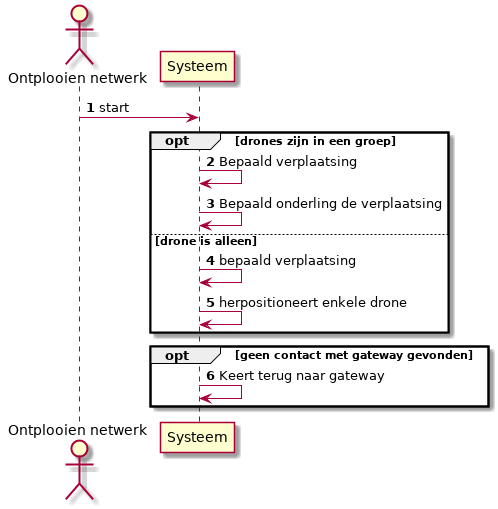 Ontplooien netwerk
Systeem
1 start
opt [drones zijn in een groep]
2 Bepaald verplaatsing
3 Bepaald onderling de verplaatsing
[drone is alleen]
4 bepaald verplaatsing
5 herpositioneert enkele drone
opt [geen contact met gateway gevonden]
6 Keert terug naar gateway
Ontplooien netwerk
Systeem